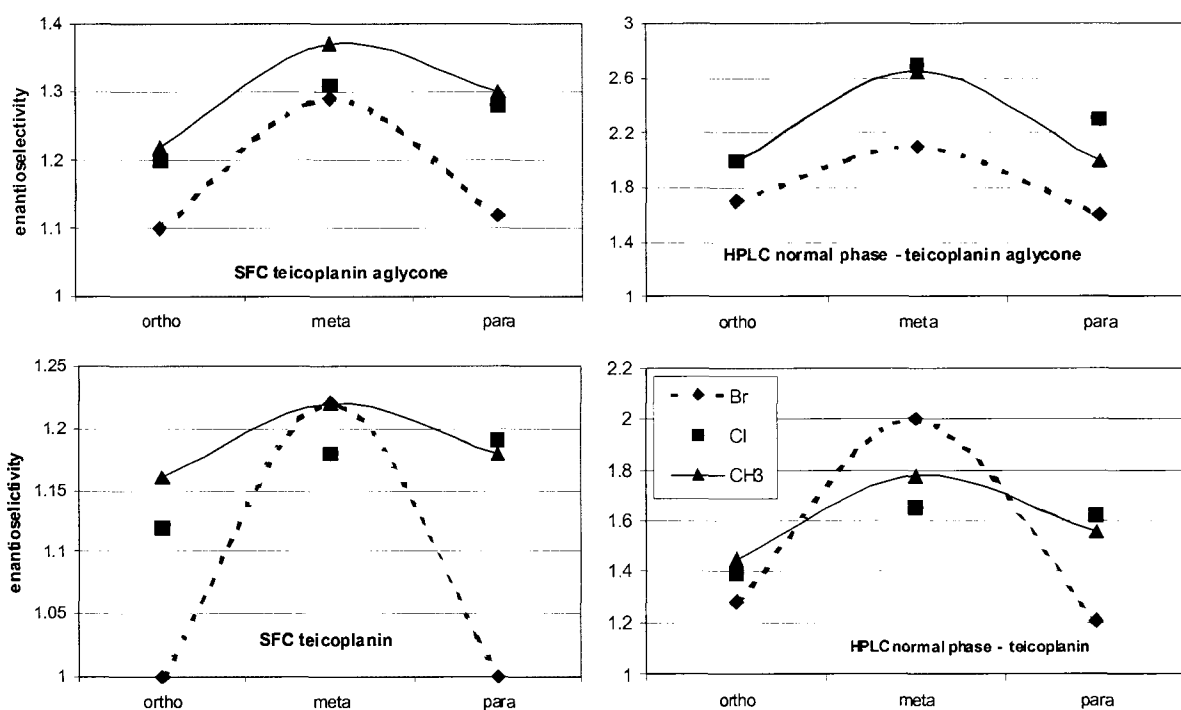 1.4
1.3
1.2
1.1
1
enantioselectivity
SFC teicoplanin aglycone
ortho meta para
3
2.6
2.2
1.8
1.4
1
HPLC normal phase - teicoplanin aglycone
ortho meta para
1.25
1.2
1.15
1.1
1.05
1
enantioselictivity
SFC teicoplanin
ortho meta para
2.2
2
1.8
1.6
1.4
1.2
1
Br
Cl
CH3
HPLC normal phase - teicoplanin
ortho meta para